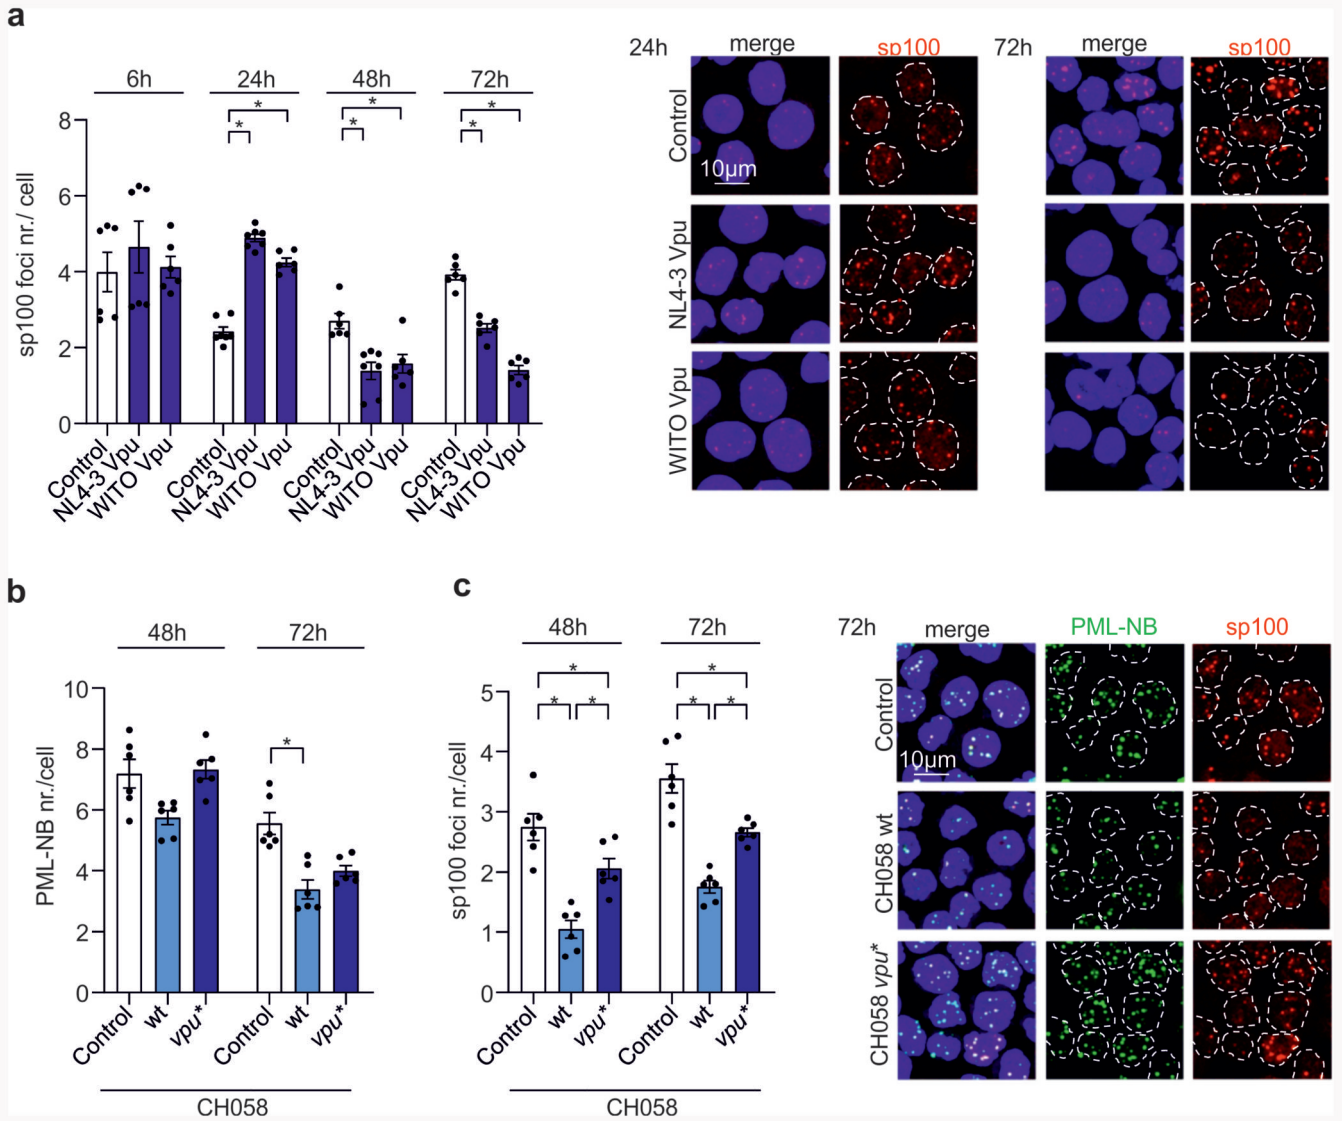 a
6h 24h 48h 72h
* * * * * *
sp100 foci nr./ cell
8
6
4
2
0
Control NL4-3 Vpu WITO Vpu Control NL4-3 Vpu WITO Vpu Control NL4-3 Vpu WITO Vpu Control NL4-3 Vpu WITO Vpu
24h merge sp100 72h merge sp100
Control
10µm
NL4-3 Vpu
WITO Vpu
b
48h 72h
*
PML-NB nr./cell
10
8
6
4
2
0
Control wt vpu* Control wt vpu*
CH058
c
48h 72h
* *
* * * *
sp100 foci nr./cell
5
4
3
2
1
0
Control wt vpu* Control wt vpu*
CH058
72h merge PML-NB sp100
Control
10µm
CH058 wt
CH058 vpu*